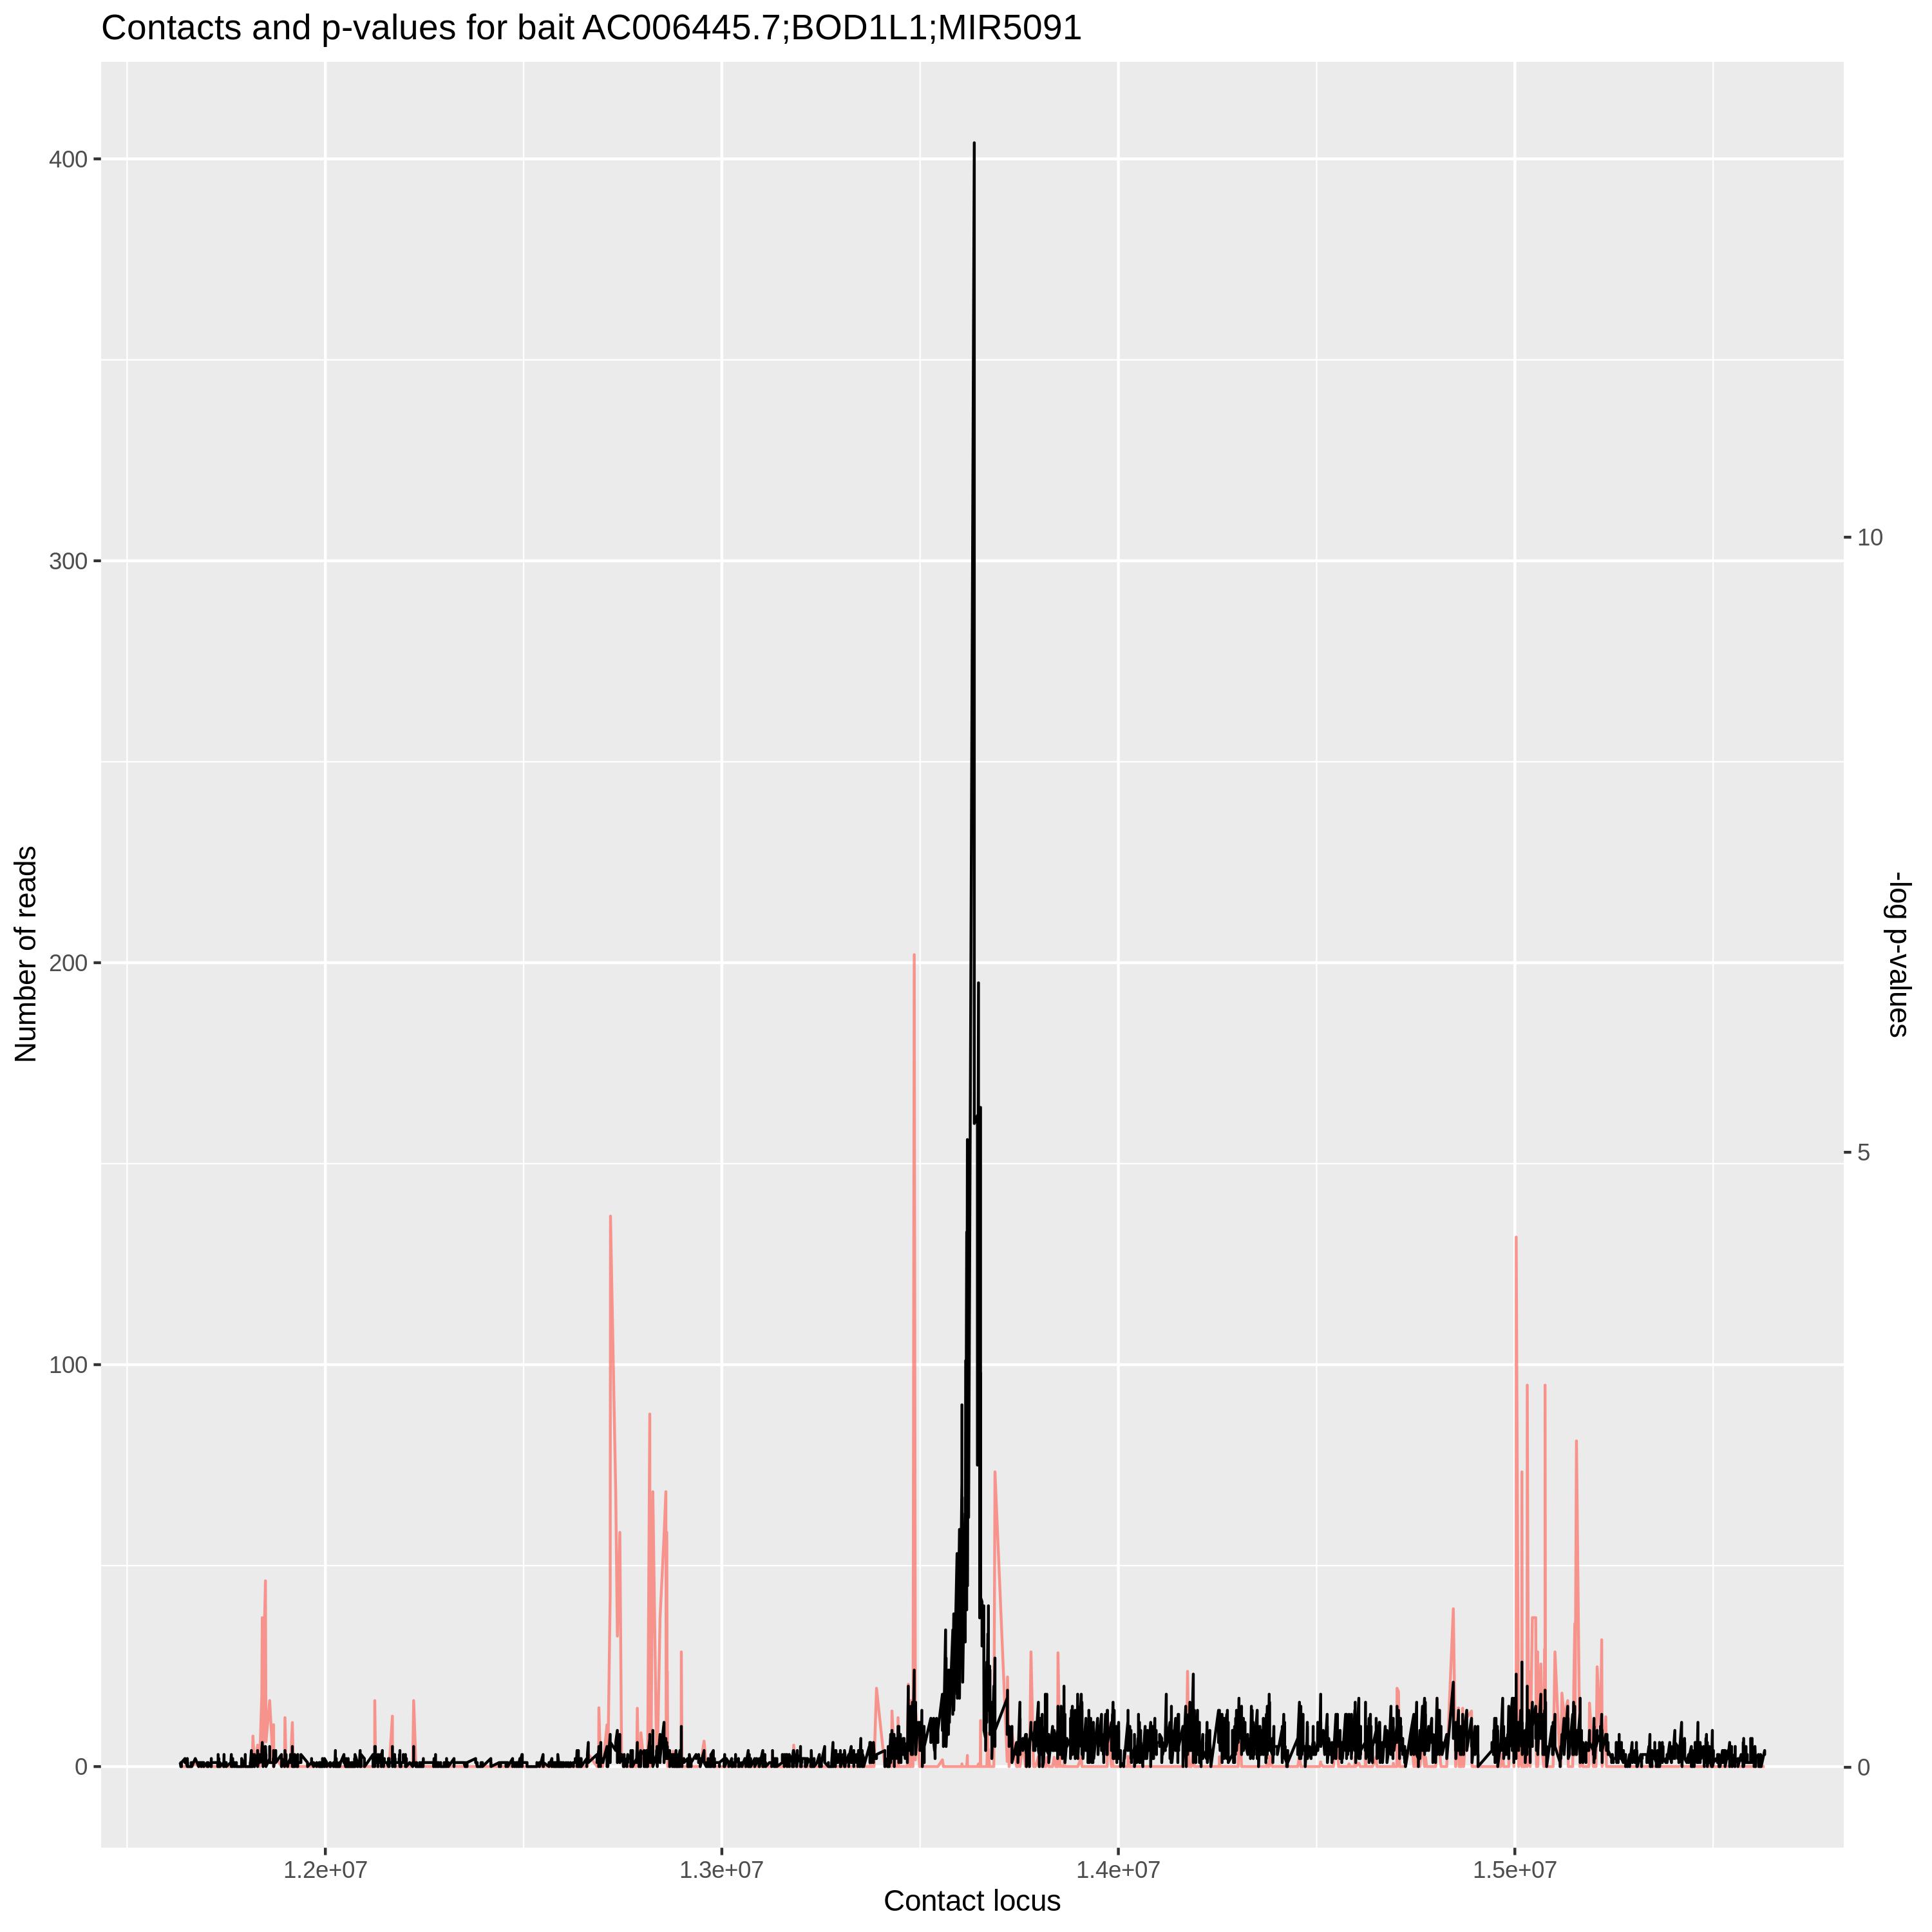 Contacts and p-values for bait AC006445.7;BOD1L1;MIR5091
400
300
200
100
0
Number of reads
10
5
0
-log p-values
1.2e+07 1.3e+07 1.4e+07 1.5e+07
Contact locus